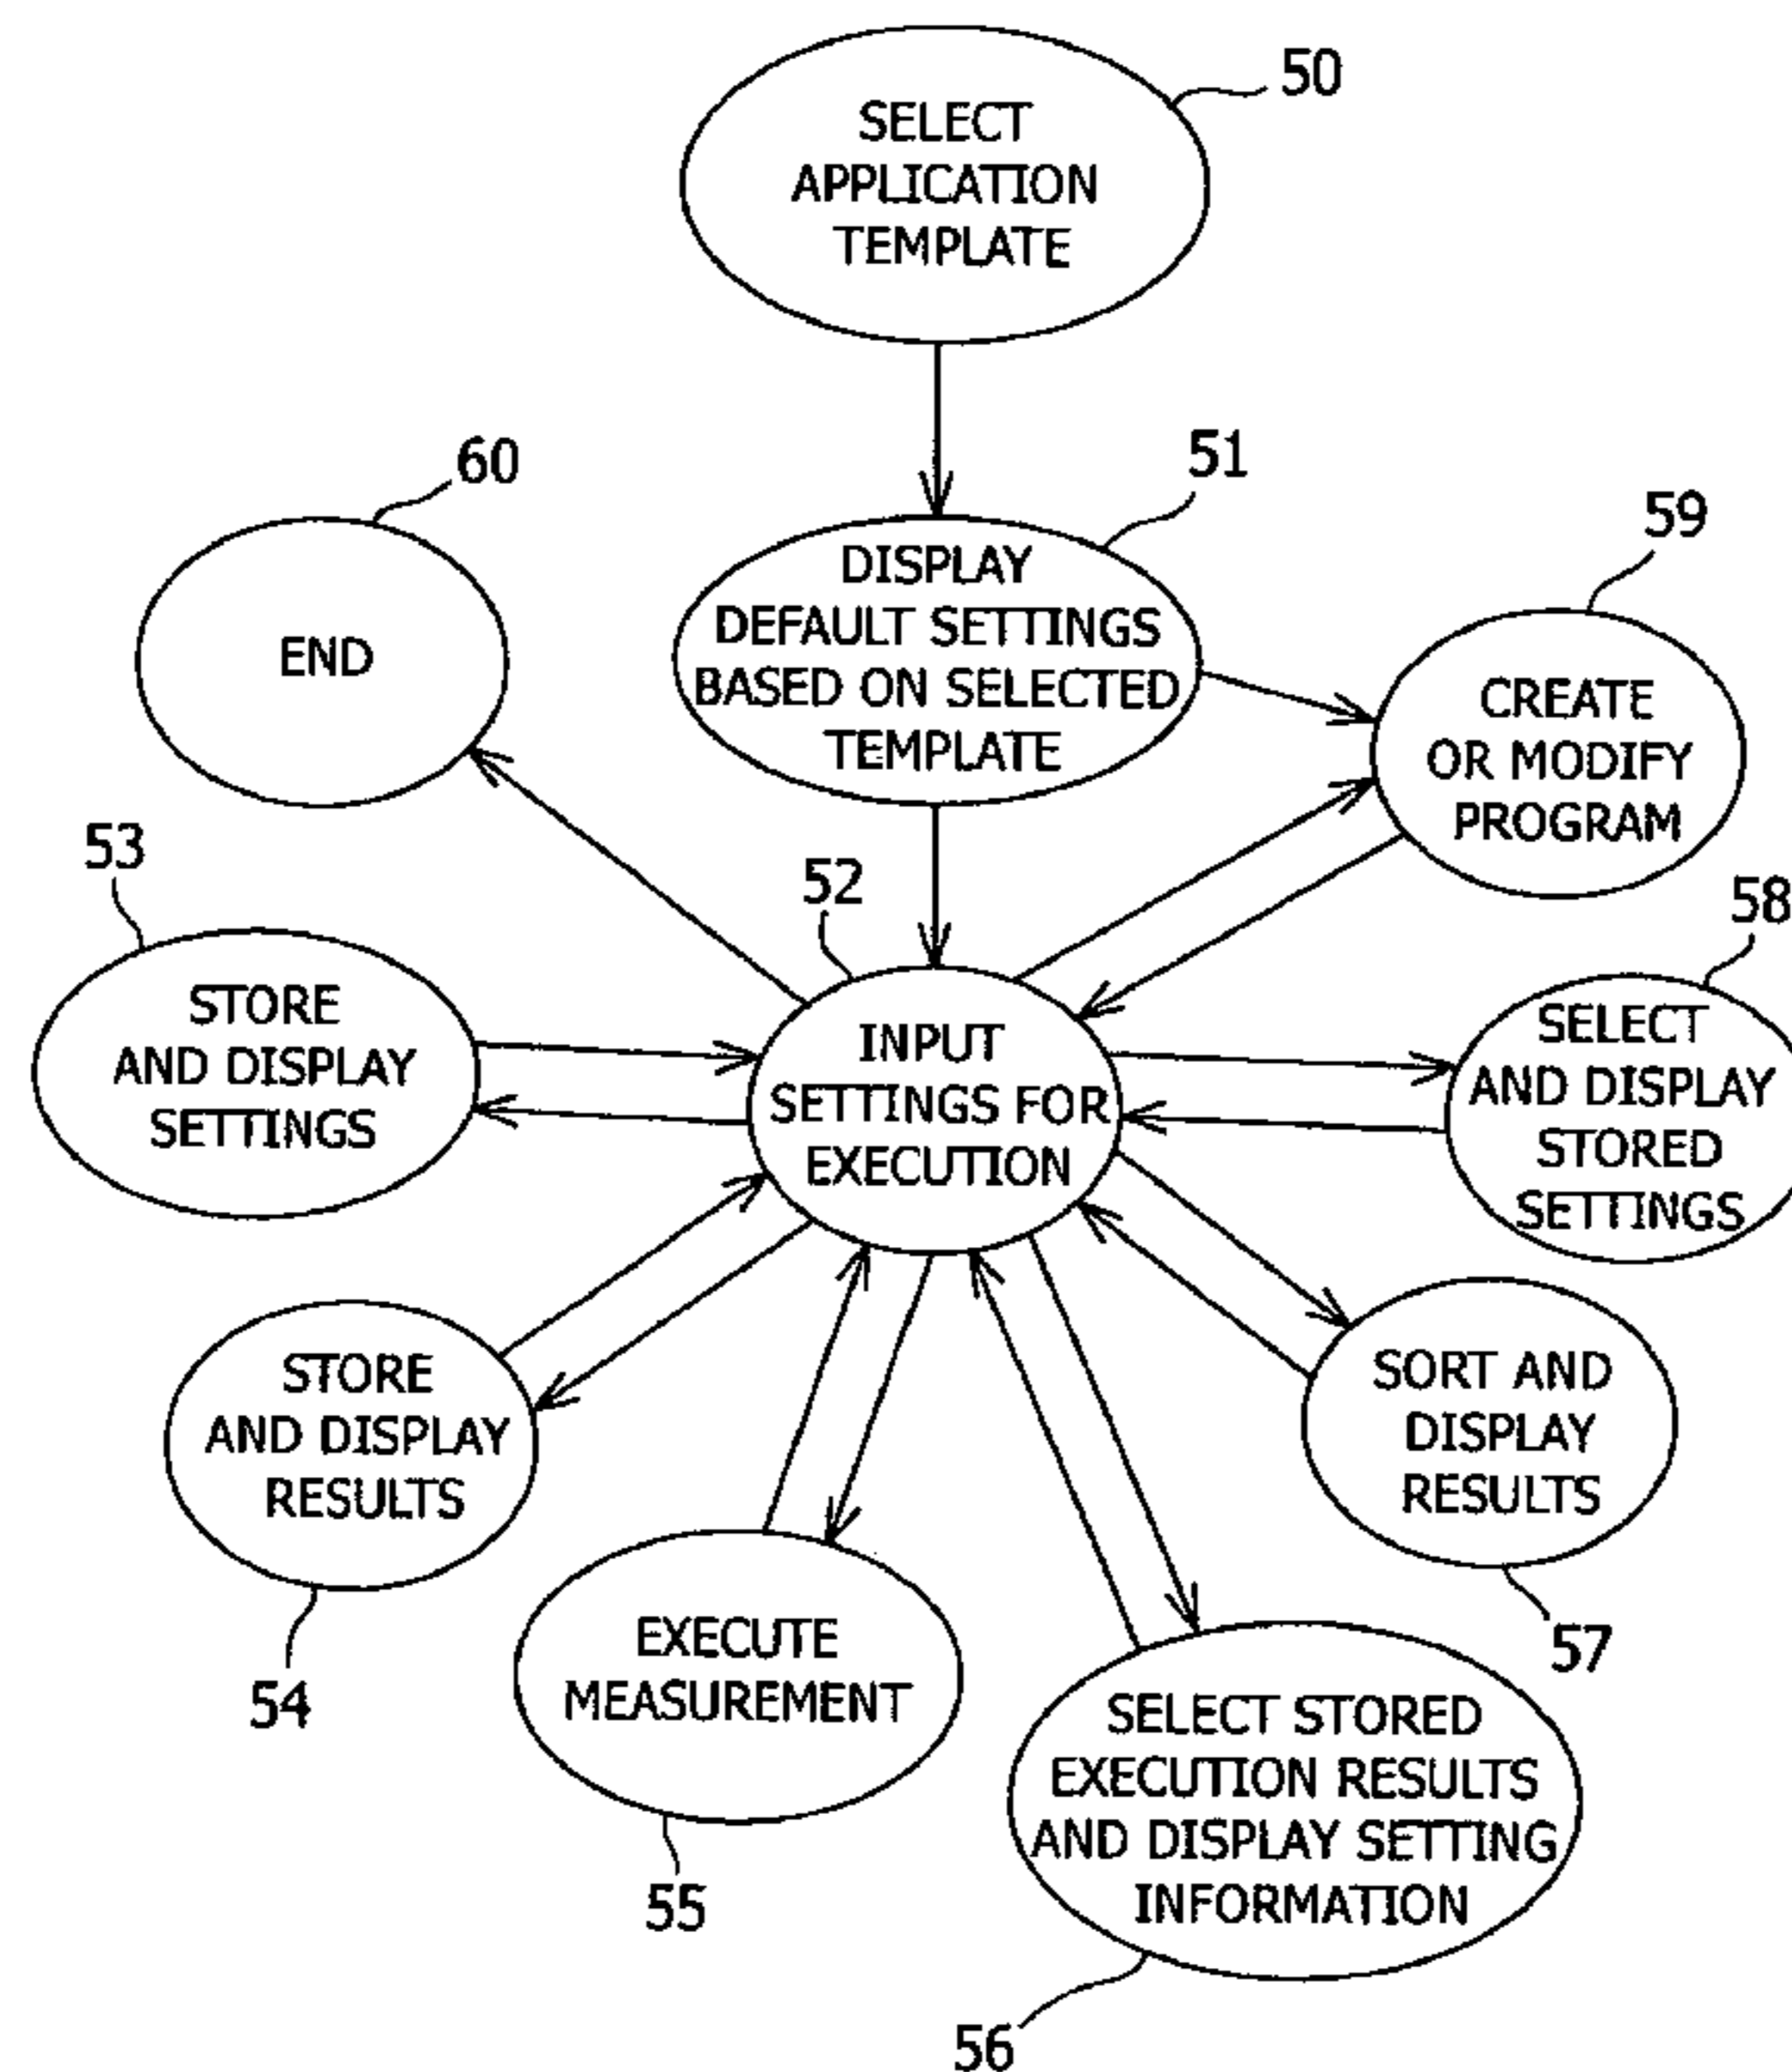 50
SELECT
APPLICATION
TEMPLATE
60
51
59
END
DISPLAY
DEFAULT SETTINGS
BASED ON SELECTED
TEMPLATE
CREATE
OR MODIFY
PROGRAM
53
52
58
STORE
AND DISPLAY
SETTINGS
INPUT
SETTINGS FOR
EXECUTION
SELECT
AND DISPLAY
STORED
SETTINGS
STORE
AND DISPLAY
RESULTS
54
SORT AND
DISPLAY
RESULTS
57
EXECUTE
MEASUREMENT
55
SELECT STORED
EXECUTION RESULTS
AND DISPLAY SETTING
INFORMATION
56